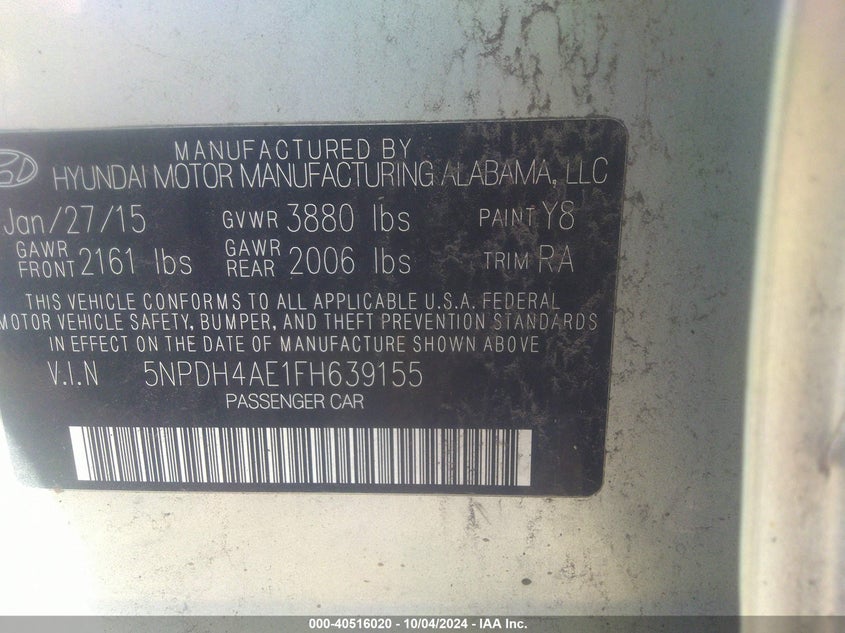 MANUFACTURED BY
HYUNDAI MOTOR MANUFACTURING ALABAMA, LLC
Jan/27/15 GVWR 3880 lbs PAINT Y8
GAWR FRONT 2161 lbs GAWR REAR 2006 lbs TRIM RA
THIS VEHICLE CONFORMS TO ALL APPLICABLE U.S.A. FEDERAL
MOTOR VEHICLE SAFETY, BUMPER, AND THEFT PREVENTION STANDARDS
IN EFFECT ON THE DATE OF MANUFACTURE SHOWN ABOVE
V.I.N 5NPDH4AE1FH639155
PASSENGER CAR
000-40516020 - 10/04/2024 - IAA Inc.